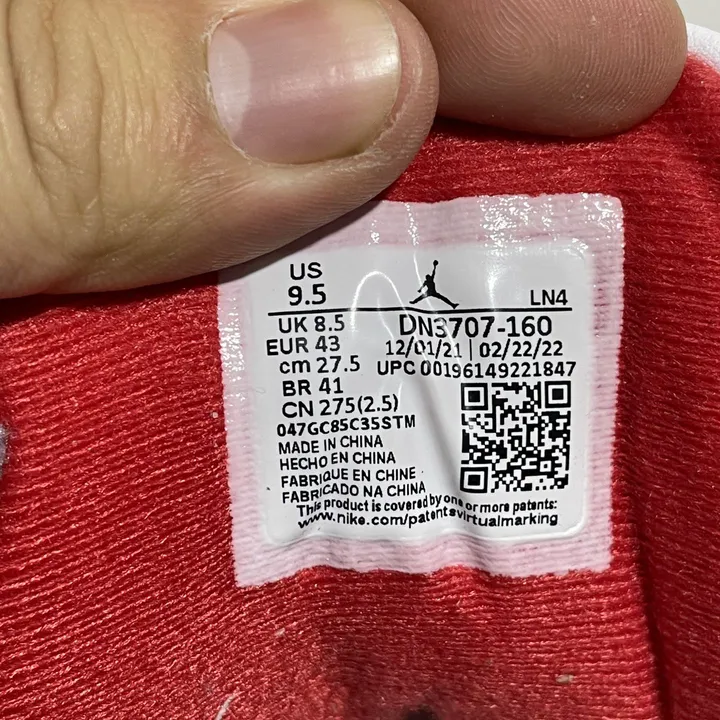 US
9.5
LN4
UK 8.5
DN3707-160
EUR 43
12/01/21 | 02/22/22
cm 27.5
UPC 00196149221847
BR 41
CN 275(2.5)
047GC85C35STM
MADE IN CHINA
HECHO EN CHINA
FABRIQUE EN CHINE
FABRICADO NA CHINA
This product is covered by one or more patents:
www.nike.com/patentsvirtualmarking